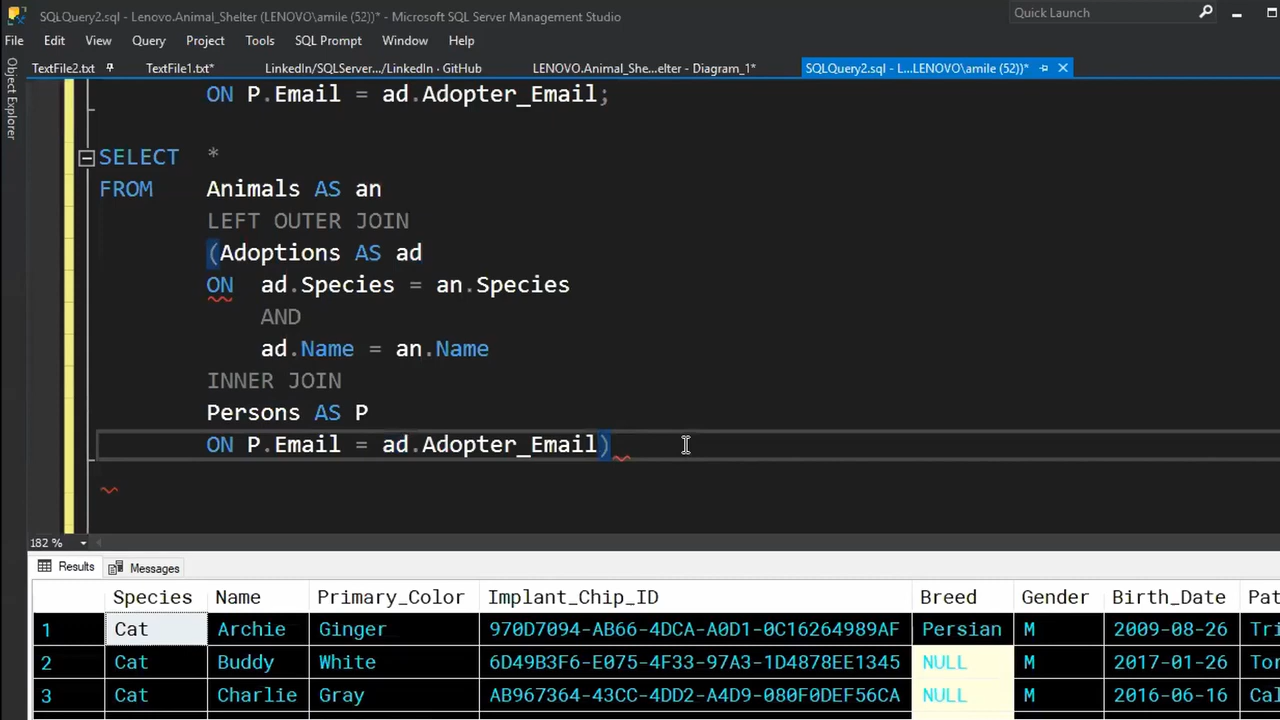 SQLQuery2.sql - Lenovo.Animal_Shelter (LENOVO\amile (52))* - Microsoft SQL Server Management Studio
Quick Launch
File Edit View Query Project Tools SQL Prompt Window Help
TextFile2.txt TextFile1.txt* LinkedIn/SQLServer.../LinkedIn - GitHub LENOVO.Animal_She...elter - Diagram_1* SQLQuery2.sql - L...LENOVO\amile (52))*
Object Explorer
ON P.Email = ad.Adopter_Email;
SELECT *
FROM Animals AS an
LEFT OUTER JOIN
(Adoptions AS ad
ON ad.Species = an.Species
AND
ad.Name = an.Name
INNER JOIN
Persons AS P
ON P.Email = ad.Adopter_Email)
182 %
Results Messages
Species Name Primary_Color Implant_Chip_ID Breed Gender Birth_Date Pat
1 Cat Archie Ginger 970D7094-AB66-4DCA-A0D1-0C16264989AF Persian M 2009-08-26 Tri
2 Cat Buddy White 6D49B3F6-E075-4F33-97A3-1D4878EE1345 NULL M 2017-01-26 Tor
3 Cat Charlie Gray AB967364-43CC-4DD2-A4D9-080F0DEF56CA NULL M 2016-06-16 Cal